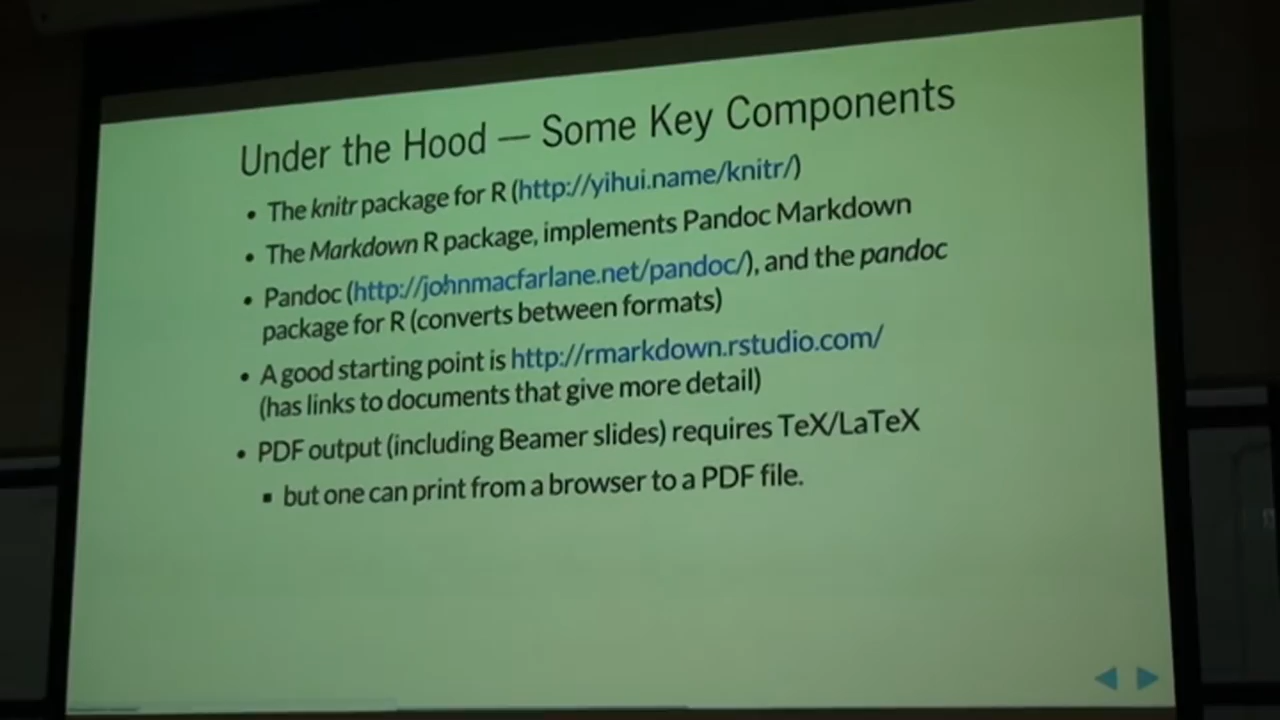 Under the Hood — Some Key Components
• The knitr package for R (http://yihui.name/knitr/)
• The Markdown R package, implements Pandoc Markdown
• Pandoc (http://johnmacfarlane.net/pandoc/), and the pandoc
package for R (converts between formats)
• A good starting point is http://rmarkdown.rstudio.com/
(has links to documents that give more detail)
• PDF output (including Beamer slides) requires TeX/LaTeX
▪ but one can print from a browser to a PDF file.